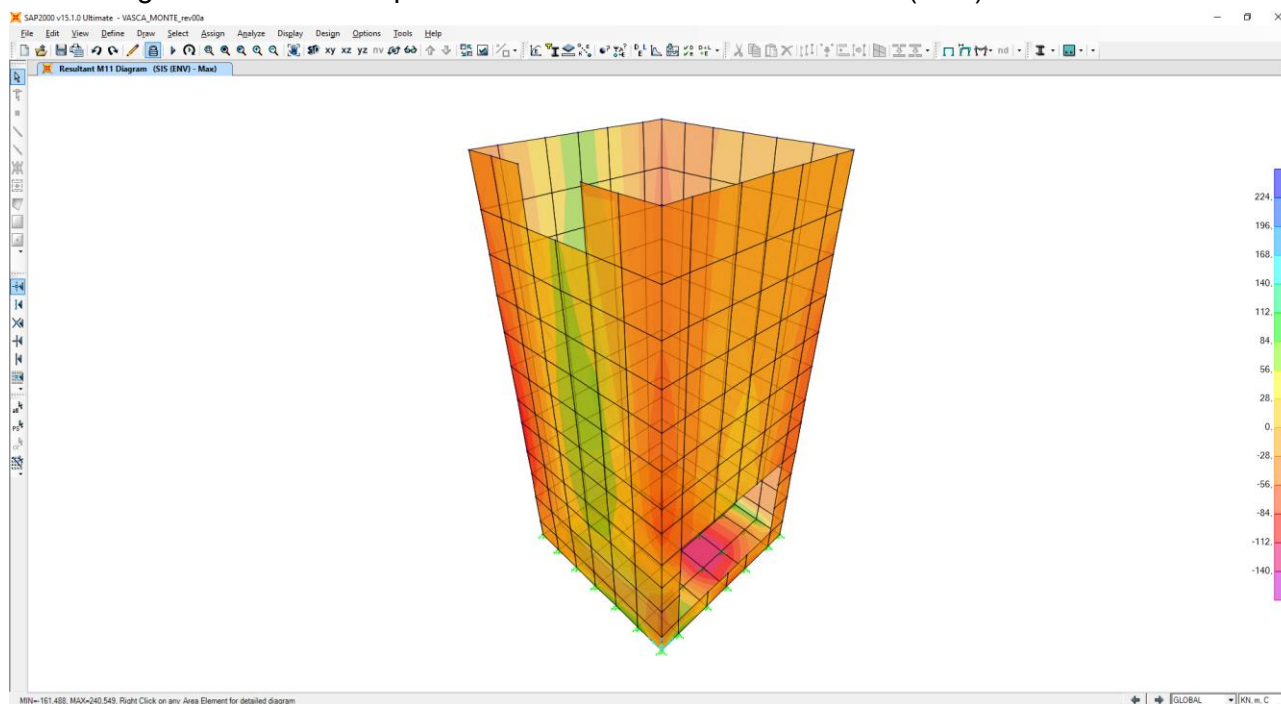 SAP2000 v15.1.0 Ultimate - VASCA_MONTE_rev00a
File Edit View Define Draw Select Assign Analyze Display Design Options Tools Help
xy xz yz nv nd
Resultant M11 Diagram (SIS (ENV) - Max)
224,
196,
168,
140,
112,
84,
56,
28,
0,
-28,
-56,
-84,
-112,
-140,
MIN=-161.488, MAX=240.549, Right Click on any Area Element for detailed diagram
GLOBAL
KN, m, C